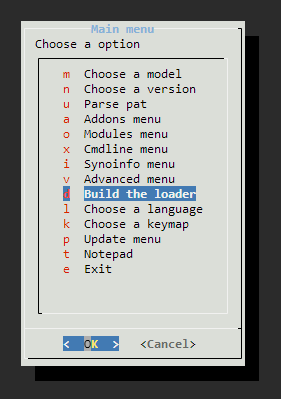 Main menu
Choose a option
m Choose a model
n Choose a version
u Parse pat
a Addons menu
o Modules menu
x Cmdline menu
i Synoinfo menu
v Advanced menu
d Build the loader
l Choose a language
k Choose a keymap
p Update menu
t Notepad
e Exit
< OK > <Cancel>